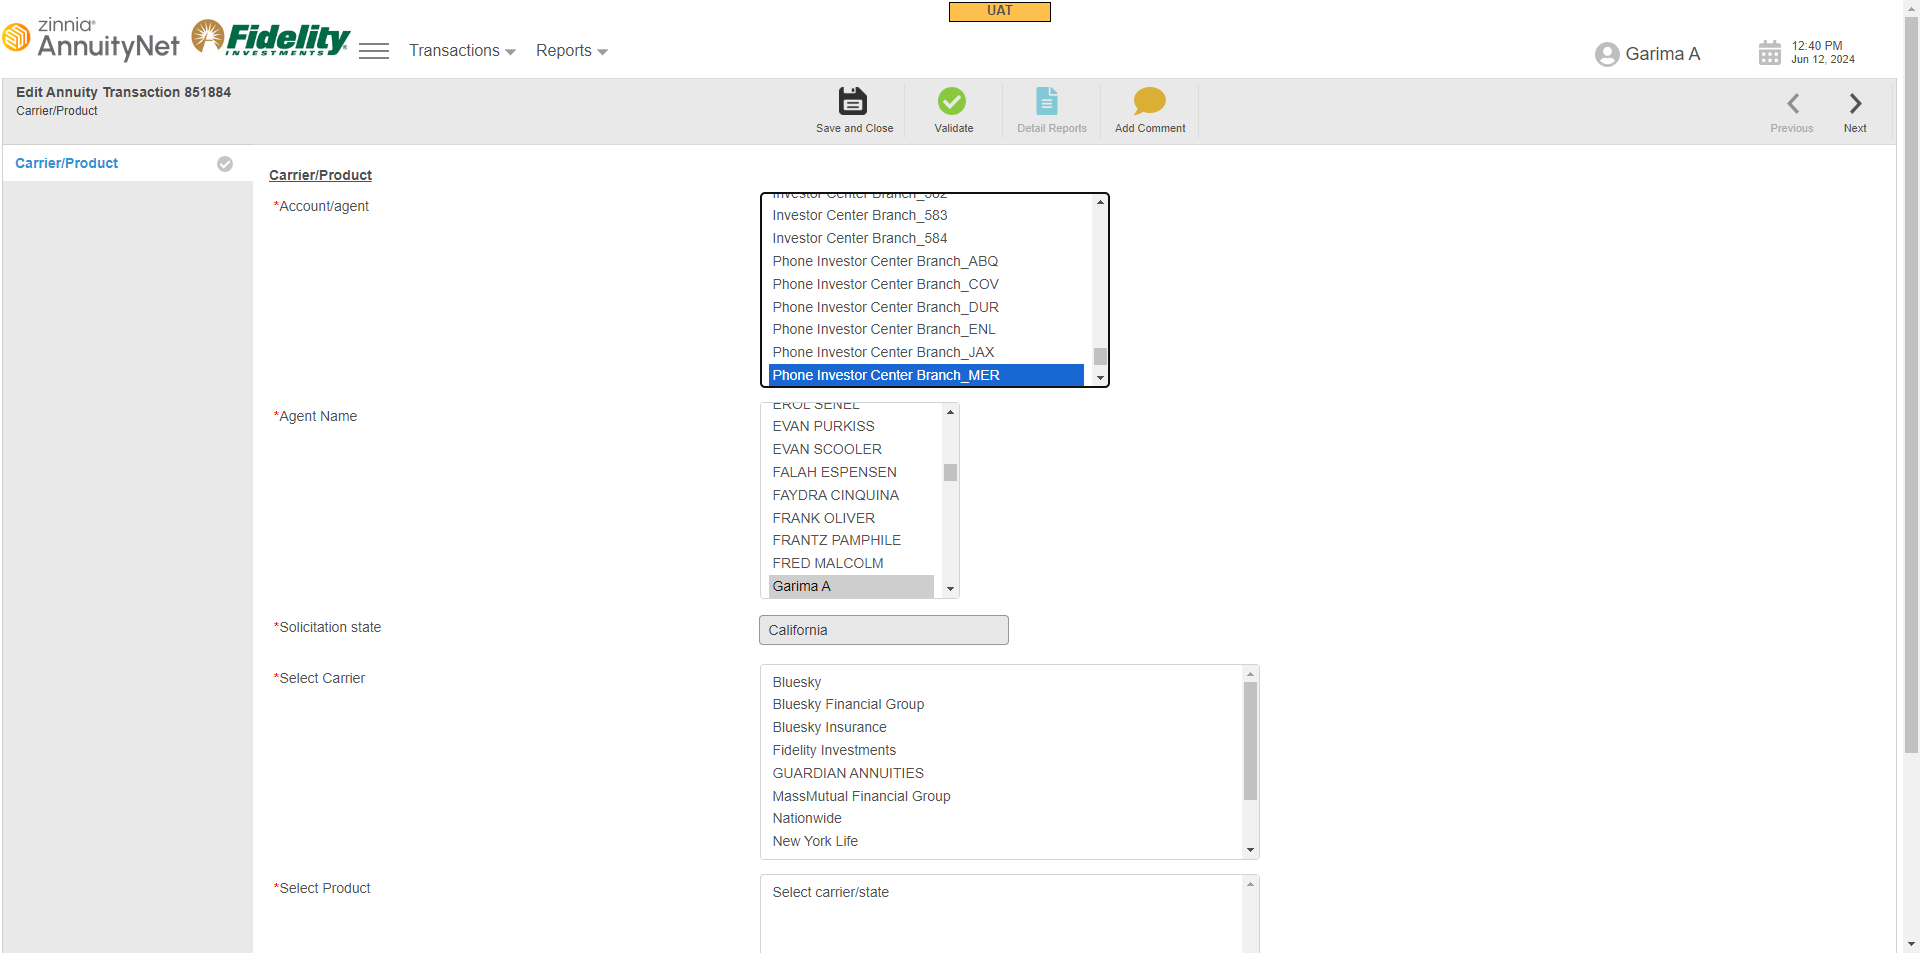 UAT
zinnia®
AnnuityNet
Fidelity
INVESTMENTS
Transactions
Reports
Garima A
12:40 PM
Jun 12, 2024
Edit Annuity Transaction 851884
Carrier/Product
Save and Close
Validate
Detail Reports
Add Comment
Previous
Next
Carrier/Product
Carrier/Product
*Account/agent
Investor Center Branch_582
Investor Center Branch_583
Investor Center Branch_584
Phone Investor Center Branch_ABQ
Phone Investor Center Branch_COV
Phone Investor Center Branch_DUR
Phone Investor Center Branch_ENL
Phone Investor Center Branch_JAX
Phone Investor Center Branch_MER
*Agent Name
EROL SENEL
EVAN PURKISS
EVAN SCOOLER
FALAH ESPENSEN
FAYDRA CINQUINA
FRANK OLIVER
FRANTZ PAMPHILE
FRED MALCOLM
Garima A
*Solicitation state
California
*Select Carrier
Bluesky
Bluesky Financial Group
Bluesky Insurance
Fidelity Investments
GUARDIAN ANNUITIES
MassMutual Financial Group
Nationwide
New York Life
*Select Product
Select carrier/state